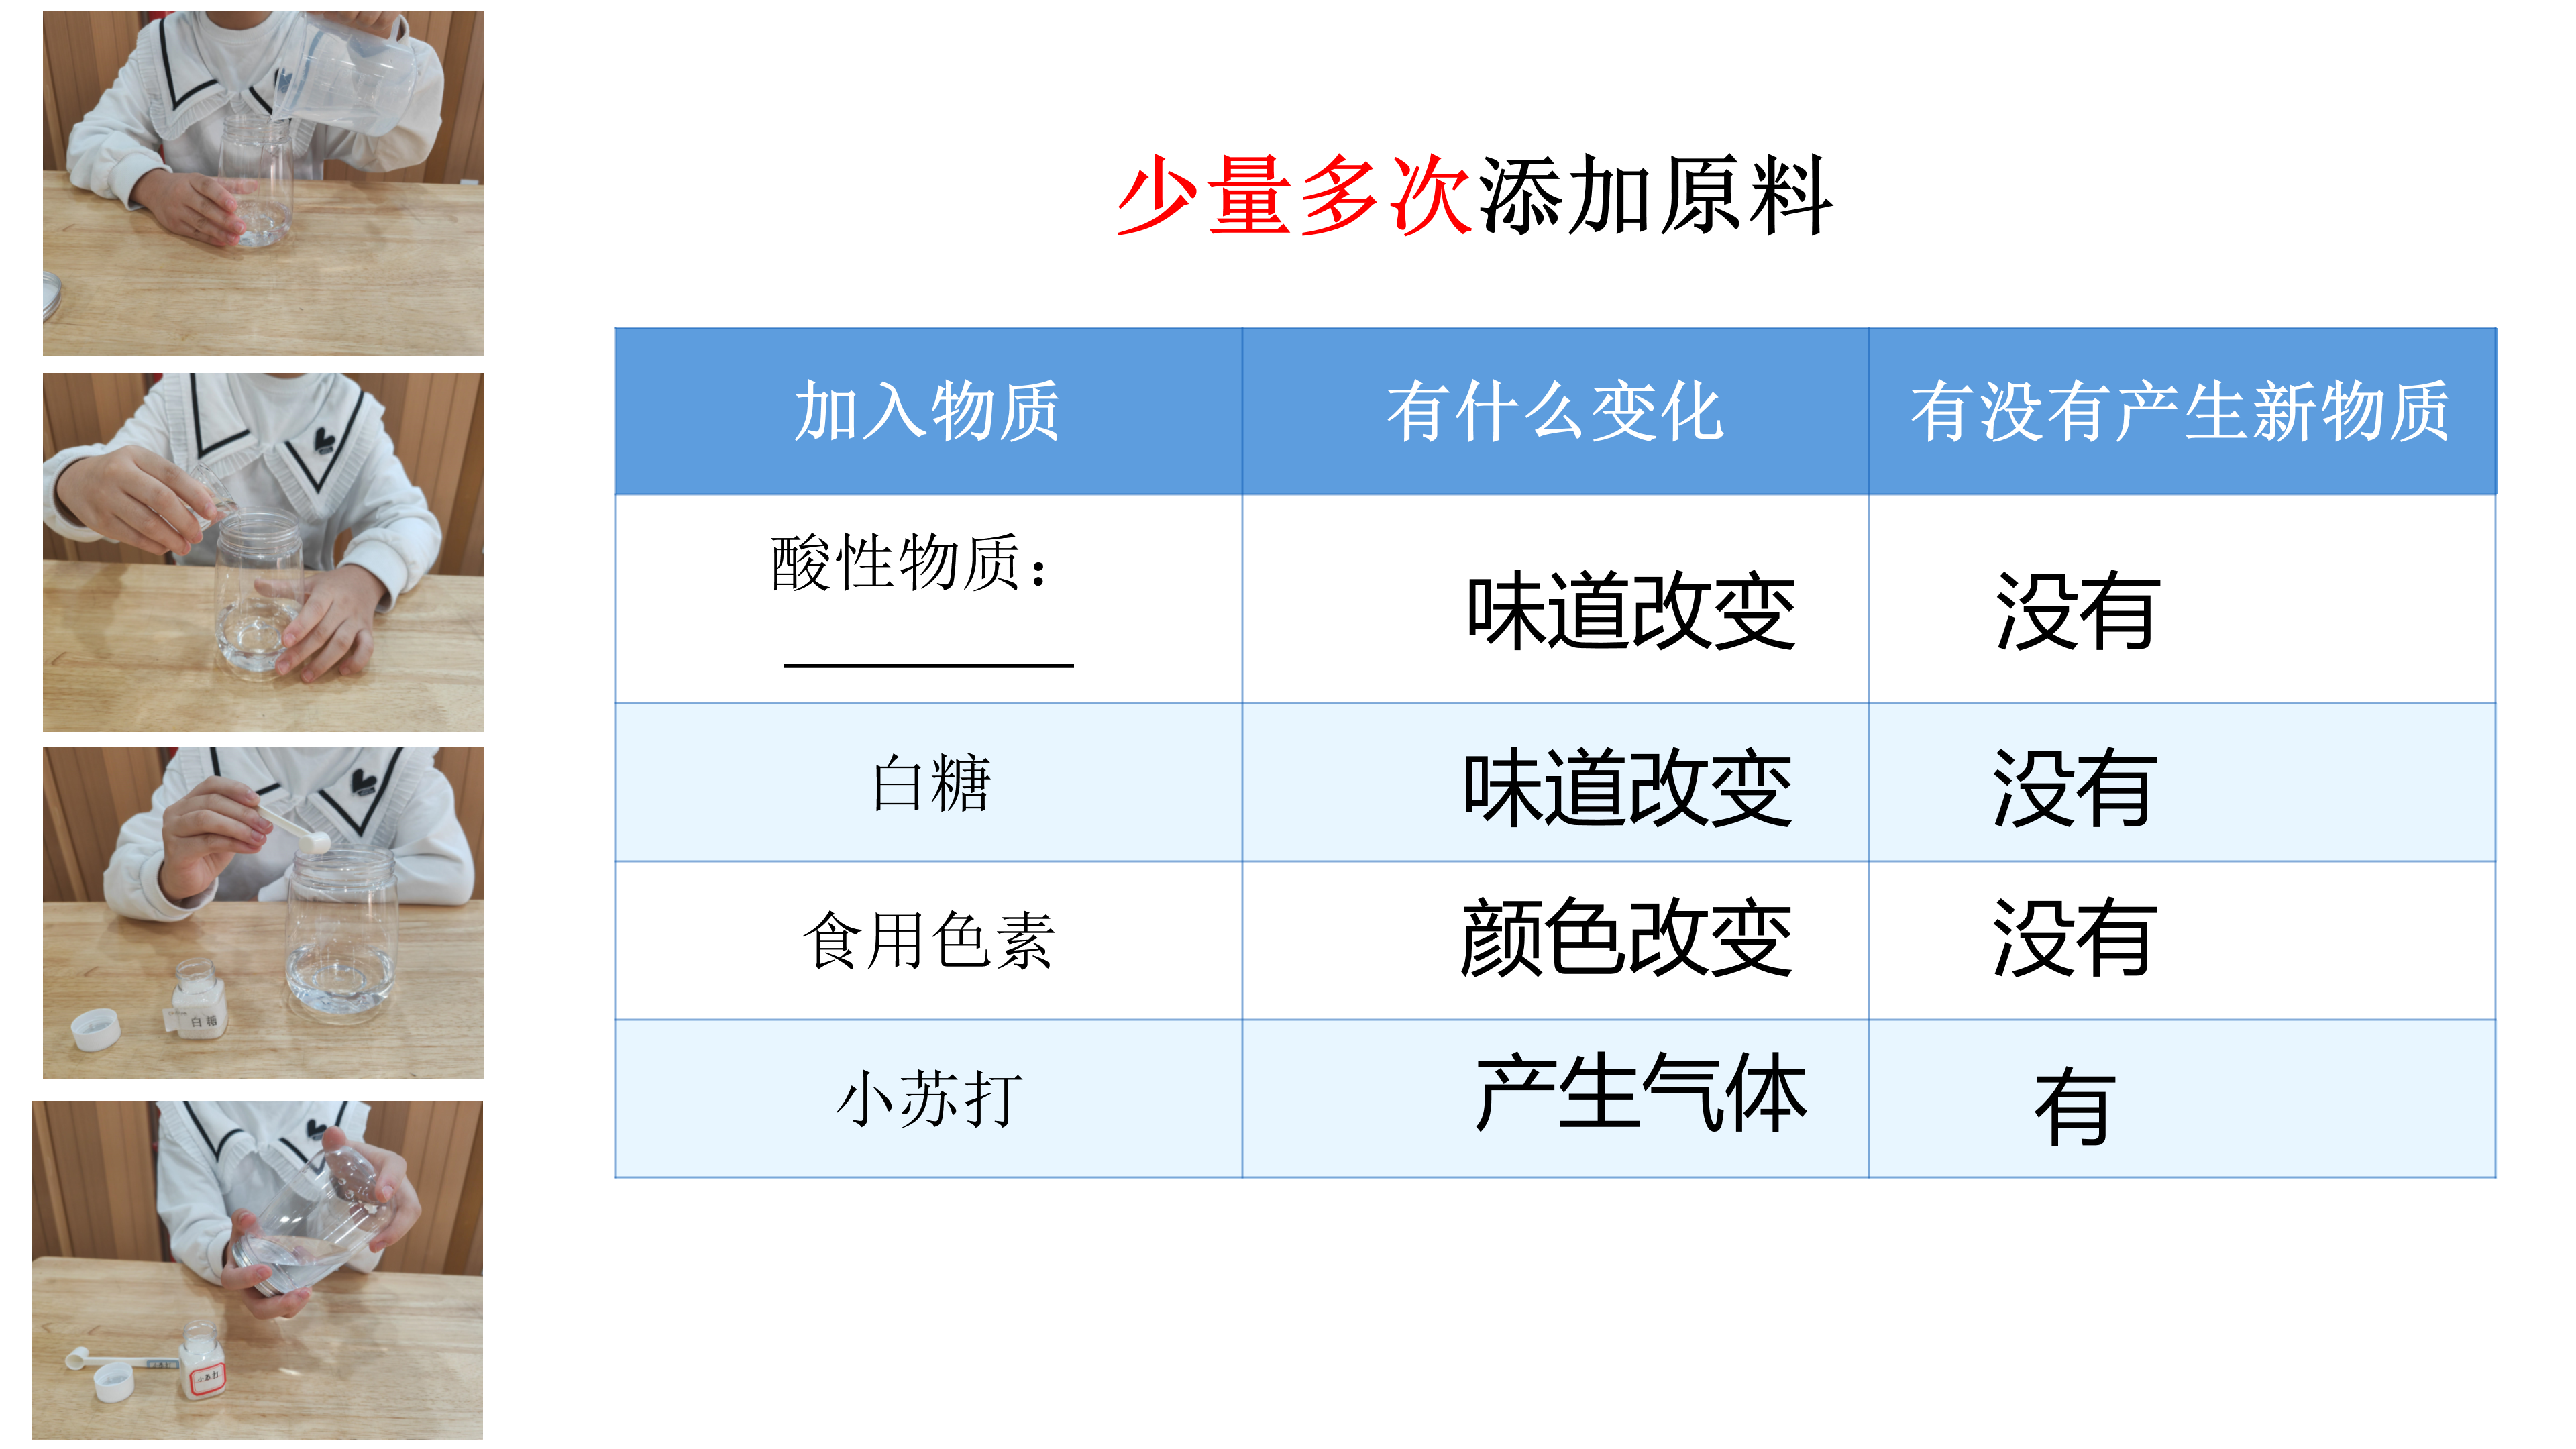 少量多次添加原料
加入物质 有什么变化 有没有产生新物质
酸性物质： 味道改变 没有
白糖 味道改变 没有
食用色素 颜色改变 没有
小苏打 产生气体 有
白糖
小苏打